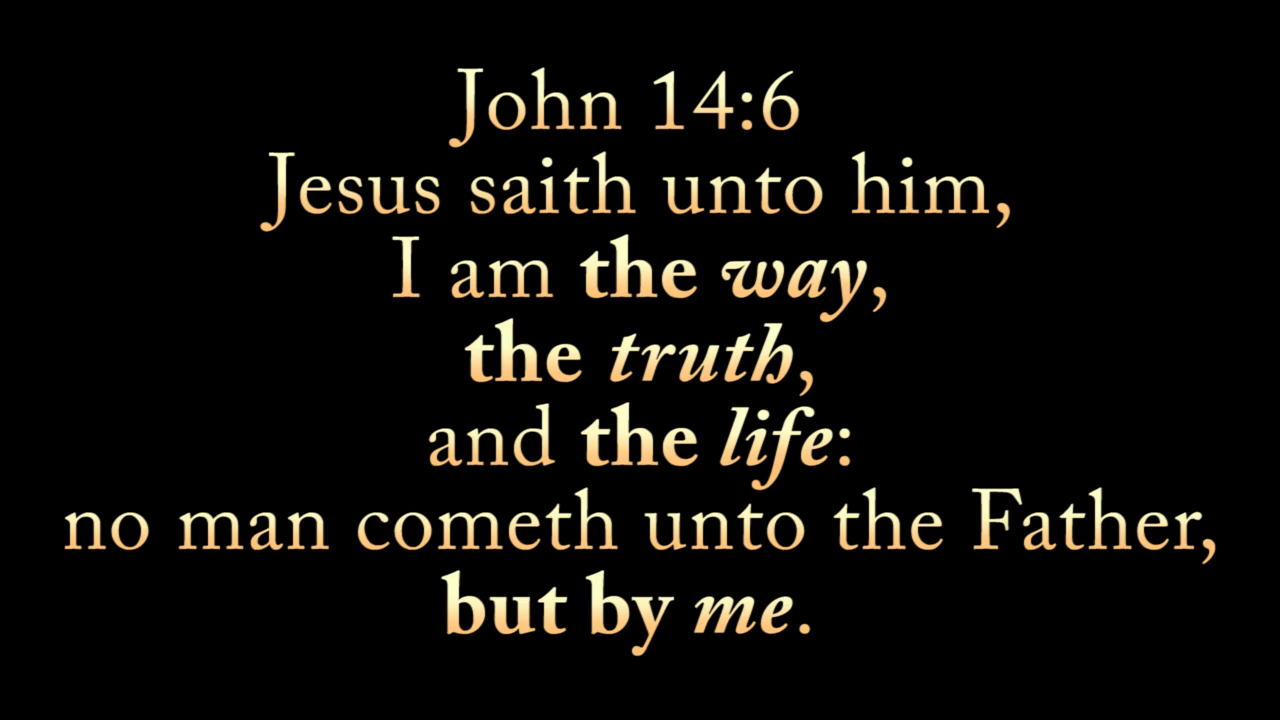 John 14:6
Jesus saith unto him,
I am the way,
the truth,
and the life:
no man cometh unto the Father,
but by me.